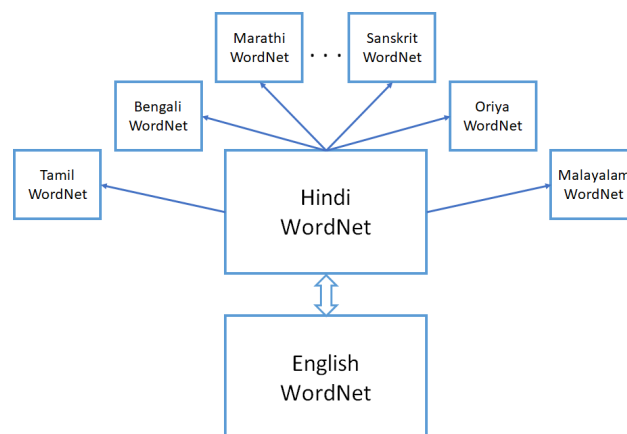 Marathi
WordNet
. . .
Sanskrit
WordNet
Bengali
WordNet
Oriya
WordNet
Tamil
WordNet
Hindi
WordNet
Malayalam
WordNet
English
WordNet